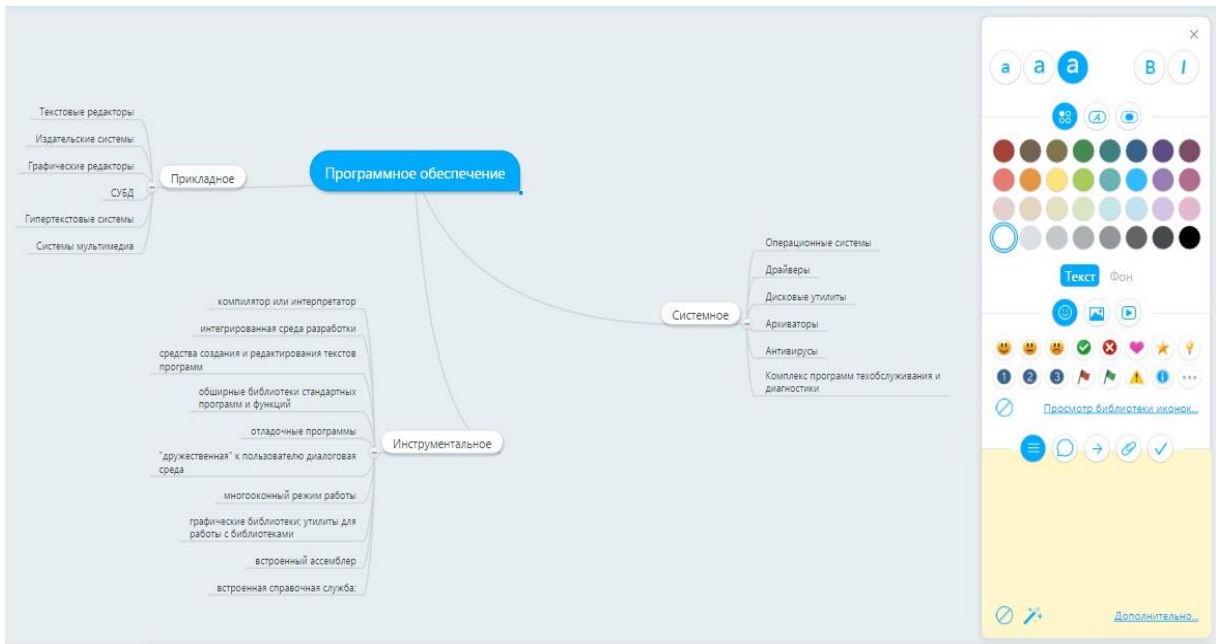 Программное обеспечение
Прикладное
Текстовые редакторы
Издательские системы
Графические редакторы
СУБД
Гипертекстовые системы
Системы мультимедиа
Инструментальное
компилятор или интерпретатор
интегрированная среда разработки
средства создания и редактирования текстов
программ
обширные библиотеки стандартных
программ и функций
отладочные программы
"дружественная" к пользователю диалоговая
среда
многооконный режим работы
графические библиотеки; утилиты для
работы с библиотеками
встроенный ассемблер
встроенная справочная служба;
Системное
Операционные системы
Драйверы
Дисковые утилиты
Архиваторы
Антивирусы
Комплекс программ техобслуживания и
диагностики
a a a B I
A
Текст Фон
1 2 3
Просмотр библиотеки иконок...
Дополнительно...